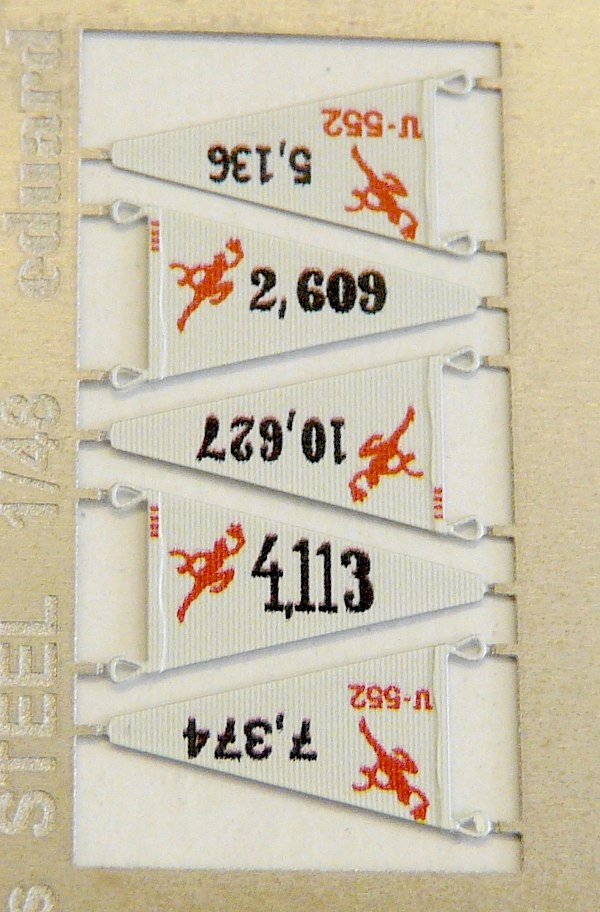 eduard
U-552
5,136
2,609
10,627
1/48
4,113
STEEL
U-552
7,374
s